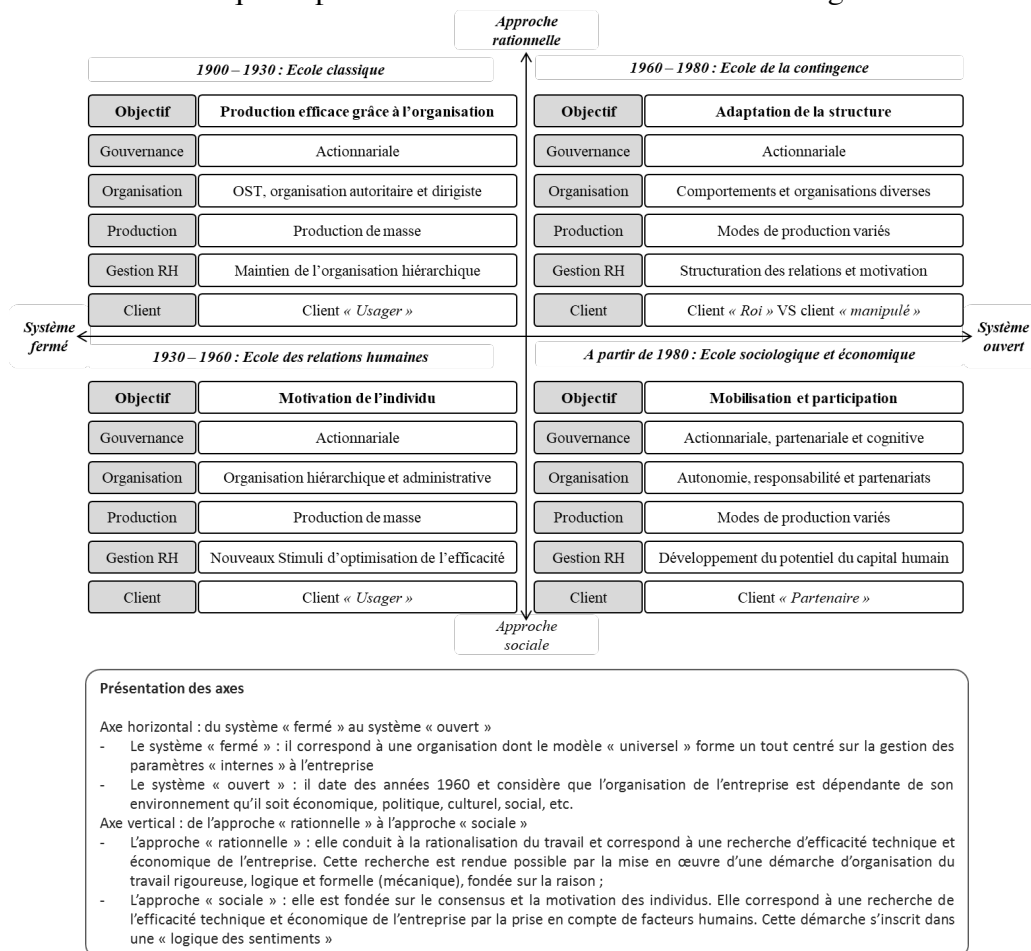 Approche
rationnelle
1900 – 1930 : Ecole classique
Objectif Production efficace grâce à l'organisation
Gouvernance Actionnariale
Organisation OST, organisation autoritaire et dirigiste
Production Production de masse
Gestion RH Maintien de l'organisation hiérarchique
Client Client « Usager »
1960 – 1980 : Ecole de la contingence
Objectif Adaptation de la structure
Gouvernance Actionnariale
Organisation Comportements et organisations diverses
Production Modes de production variés
Gestion RH Structuration des relations et motivation
Client Client « Roi » VS client « manipulé »
Système
fermé
Système
ouvert
1930 – 1960 : Ecole des relations humaines
Objectif Motivation de l'individu
Gouvernance Actionnariale
Organisation Organisation hiérarchique et administrative
Production Production de masse
Gestion RH Nouveaux Stimuli d'optimisation de l'efficacité
Client Client « Usager »
A partir de 1980 : Ecole sociologique et économique
Objectif Mobilisation et participation
Gouvernance Actionnariale, partenariale et cognitive
Organisation Autonomie, responsabilité et partenariats
Production Modes de production variés
Gestion RH Développement du potentiel du capital humain
Client Client « Partenaire »
Approche
sociale
Présentation des axes
Axe horizontal : du système « fermé » au système « ouvert »
- Le système « fermé » : il correspond à une organisation dont le modèle « universel » forme un tout centré sur la gestion des
paramètres « internes » à l'entreprise
- Le système « ouvert » : il date des années 1960 et considère que l'organisation de l'entreprise est dépendante de son
environnement qu'il soit économique, politique, culturel, social, etc.
Axe vertical : de l'approche « rationnelle » à l'approche « sociale »
- L'approche « rationnelle » : elle conduit à la rationalisation du travail et correspond à une recherche d'efficacité technique et
économique de l'entreprise. Cette recherche est rendue possible par la mise en œuvre d'une démarche d'organisation du
travail rigoureuse, logique et formelle (mécanique), fondée sur la raison ;
- L'approche « sociale » : elle est fondée sur le consensus et la motivation des individus. Elle correspond à une recherche de
l'efficacité technique et économique de l'entreprise par la prise en compte de facteurs humains. Cette démarche s'inscrit dans
une « logique des sentiments »